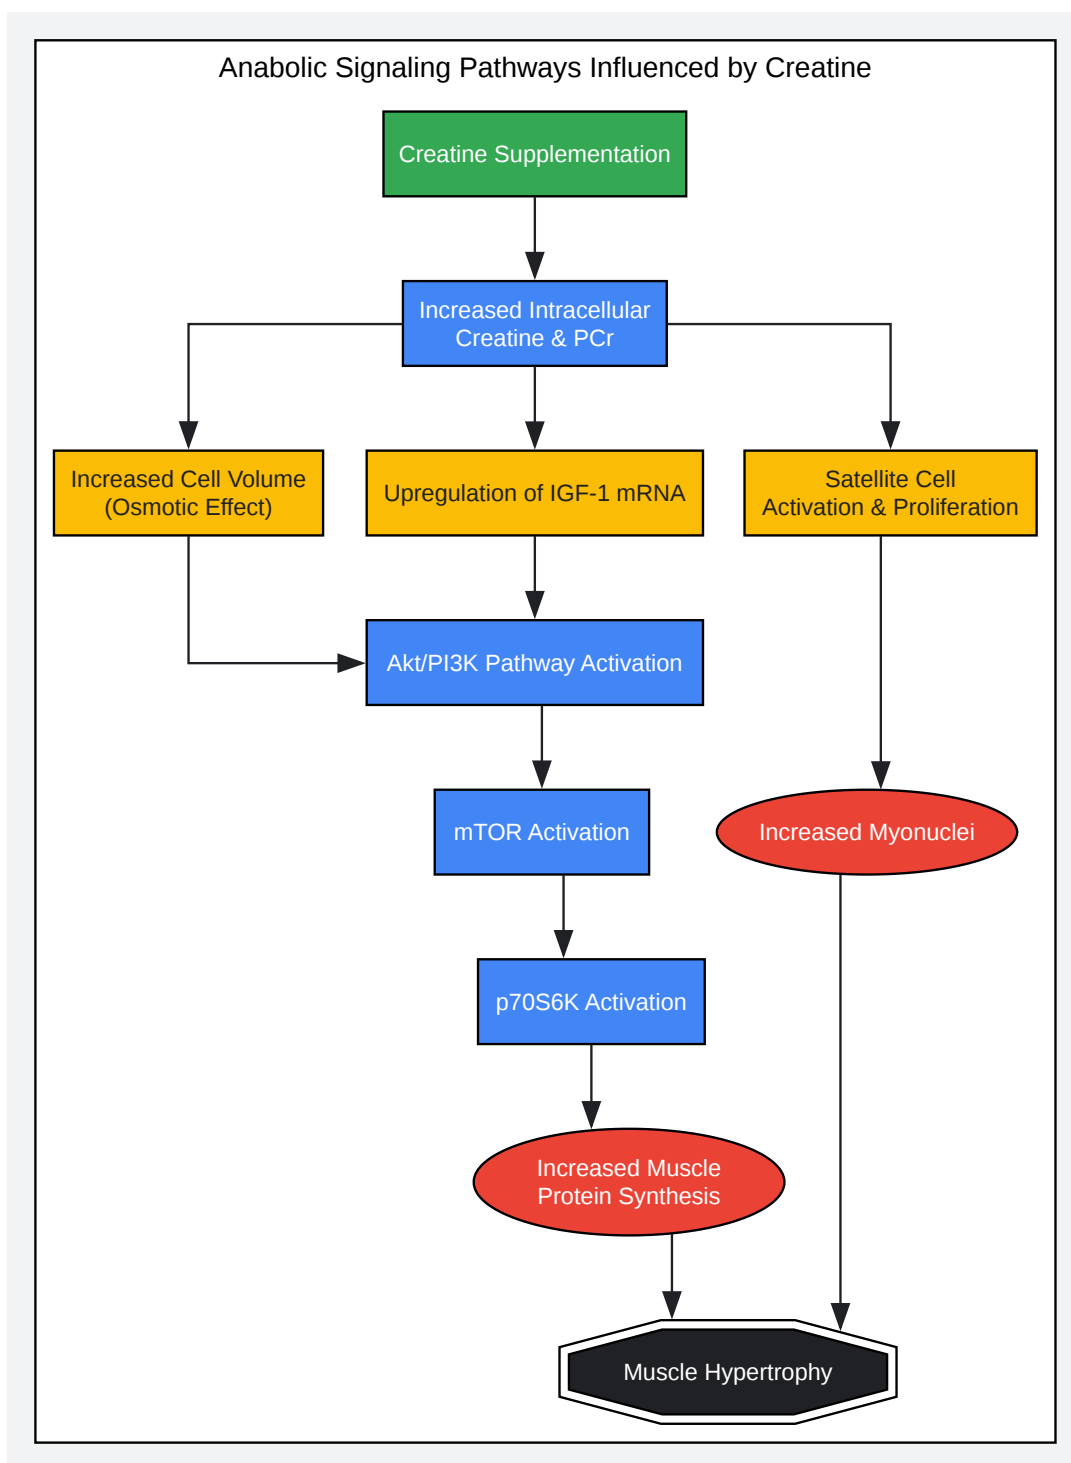 Anabolic Signaling Pathways Influenced by Creatine
Creatine Supplementation
Increased Intracellular
Creatine & PCr
Increased Cell Volume
(Osmotic Effect)
Upregulation of IGF-1 mRNA
Satellite Cell
Activation & Proliferation
Akt/PI3K Pathway Activation
mTOR Activation
Increased Myonuclei
p70S6K Activation
Increased Muscle
Protein Synthesis
Muscle Hypertrophy